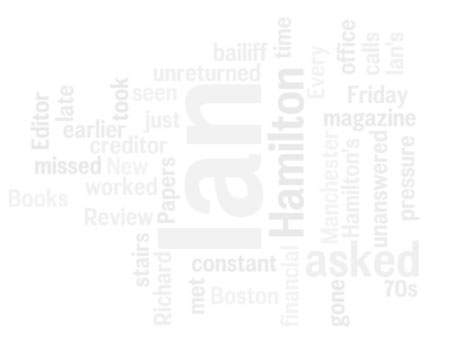 time
bailiff
office
calls
Ian's
Every
unreturned
seen
took
late
Editor
Friday
just
magazine
earlier
creditor
Ian
Hamilton
missed
New
Papers
Manchester
Hamilton's
unanswered
pressure
worked
Books
Review
stairs
Richard
constant
asked
met
Boston
financial
gone
70s